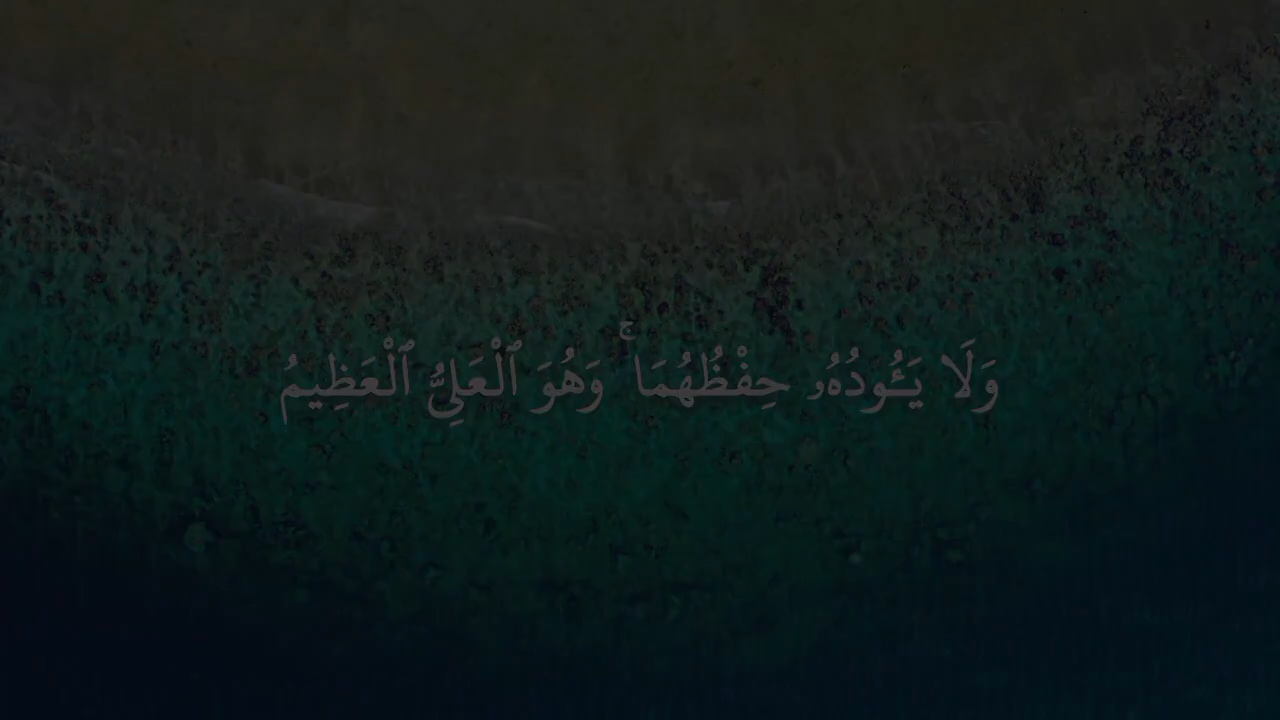 وَلَا يَـُٔودُهُۥ حِفْظُهُمَا ۚ وَهُوَ ٱلْعَلِىُّ ٱلْعَظِيمُ